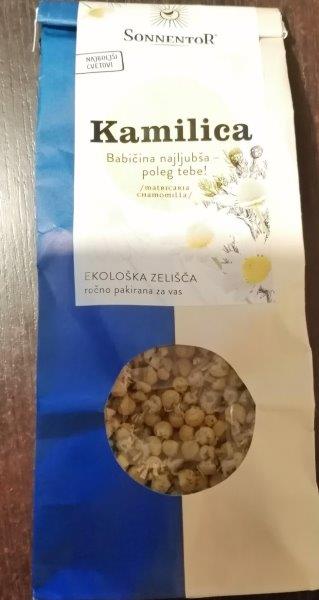 SONNENTOR
NAJBOLJŠI
CVETOVI
Kamilica
Babičina najljubša –
poleg tebe!
/MATRICARIA
CHAMOMILLA/
EKOLOŠKA ZELIŠČA
ročno pakirana za vas